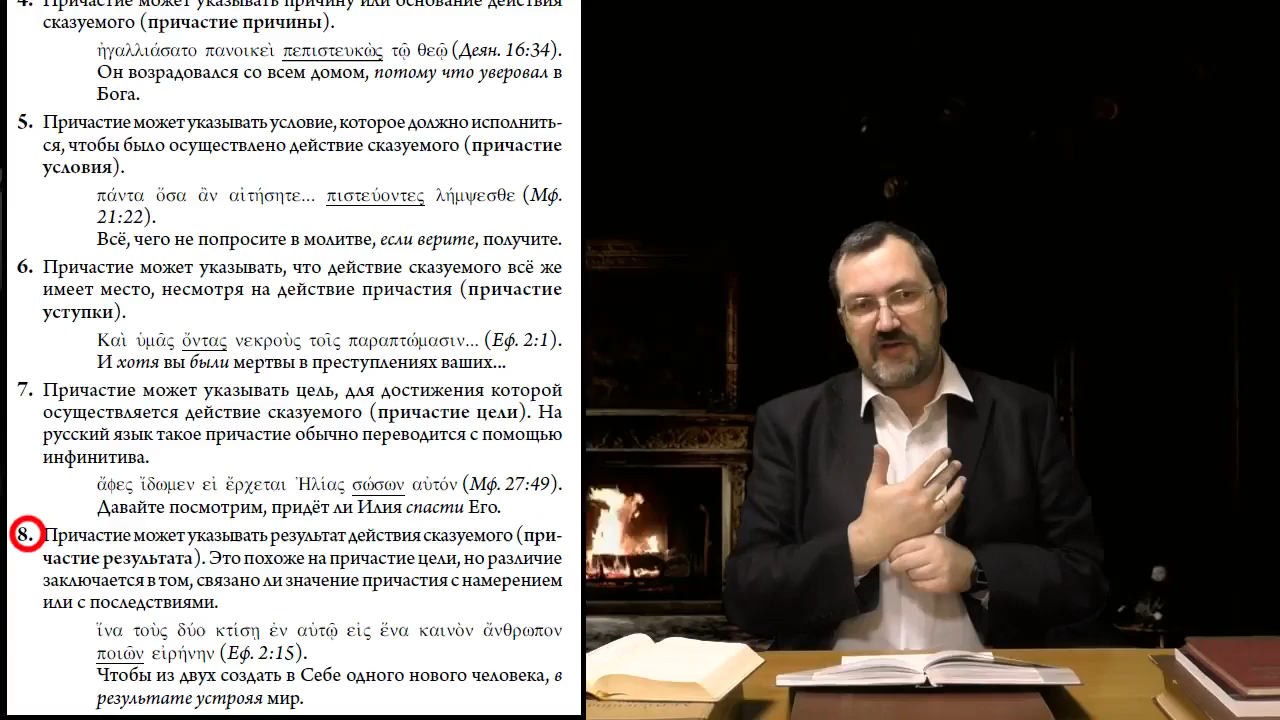 4. Причастие может указывать причину или основание действия
сказуемого (причастие причины).
ἠγαλλιάσατο πανοικεὶ πεπιστευκὼς τῷ θεῷ (Деян. 16:34).
Он возрадовался со всем домом, потому что уверовал в
Бога.
5. Причастие может указывать условие, которое должно исполнить-
ся, чтобы было осуществлено действие сказуемого (причастие
условия).
πάντα ὅσα ἂν αἰτήσητε... πιστεύοντες λήμψεσθε (Мф.
21:22).
Всё, чего не попросите в молитве, если верите, получите.
6. Причастие может указывать, что действие сказуемого всё же
имеет место, несмотря на действие причастия (причастие
уступки).
Καὶ ὑμᾶς ὄντας νεκροὺς τοῖς παραπτώμασιν... (Еф. 2:1).
И хотя вы были мертвы в преступлениях ваших...
7. Причастие может указывать цель, для достижения которой
осуществляется действие сказуемого (причастие цели). На
русский язык такое причастие обычно переводится с помощью
инфинитива.
ἄφες ἴδωμεν εἰ ἔρχεται Ἠλίας σώσων αὐτόν (Мф. 27:49).
Давайте посмотрим, придёт ли Илия спасти Его.
8. Причастие может указывать результат действия сказуемого (при-
частие результата). Это похоже на причастие цели, но различие
заключается в том, связано ли значение причастия с намерением
или с последствиями.
ἵνα τοὺς δύο κτίσῃ ἐν αὐτῷ εἰς ἕνα καινὸν ἄνθρωπον
ποιῶν εἰρήνην (Еф. 2:15).
Чтобы из двух создать в Себе одного нового человека, в
результате устрояя мир.